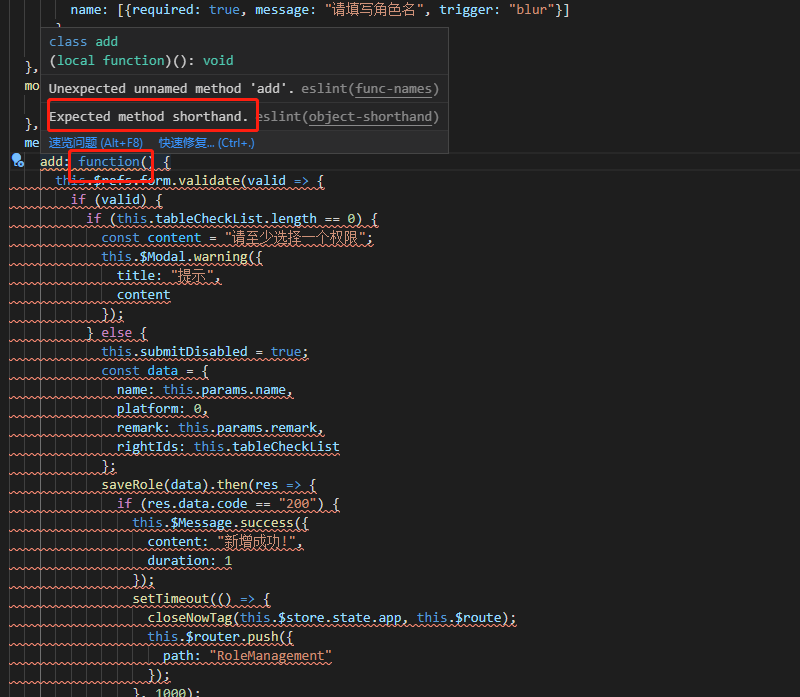 name: [{required: true, message: "请填写角色名", trigger: "blur"}]
class add
(local function)(): void
},
Unexpected unnamed method 'add'. eslint(func-names)
mo
Expected method shorthand. eslint(object-shorthand)
},
速览问题 (Alt+F8) 快速修复... (Ctrl+.)
me
add: function() {
this.$refs.form.validate(valid => {
if (valid) {
if (this.tableCheckList.length == 0) {
const content = "请至少选择一个权限";
this.$Modal.warning({
title: "提示",
content
});
} else {
this.submitDisabled = true;
const data = {
name: this.params.name,
platform: 0,
remark: this.params.remark,
rightIds: this.tableCheckList
};
saveRole(data).then(res => {
if (res.data.code == "200") {
this.$Message.success({
content: "新增成功!",
duration: 1
});
setTimeout(() => {
closeNowTag(this.$store.state.app, this.$route);
this.$router.push({
path: "RoleManagement"
});
}, 1000);